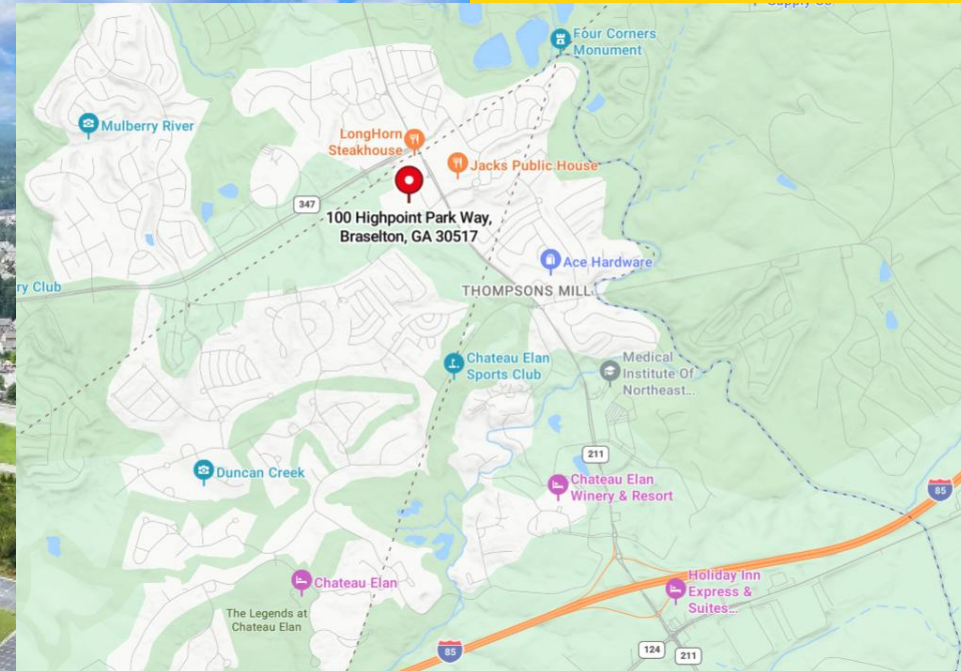 Supply Co
Four Corners
Monument
Mulberry River
LongHorn
Steakhouse
Jacks Public House
347
100 Highpoint Park Way,
Braselton, GA 30517
Ace Hardware
ry Club
THOMPSONS MILL
Chateau Elan
Sports Club
Medical
Institute Of
Northeast...
211
Duncan Creek
Chateau Elan
Winery & Resort
85
Chateau Elan
Holiday Inn
Express &
Suites...
The Legends at
Chateau Elan
85
124
211